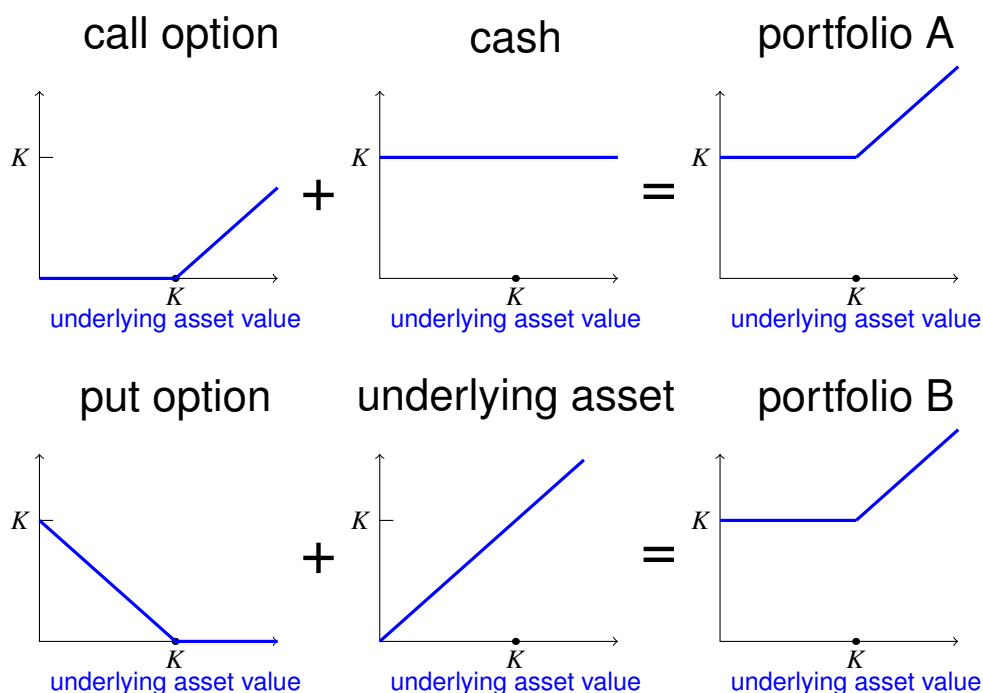 call option
cash
portfolio A
K
K
K
+
=
K
K
K
underlying asset value
underlying asset value
underlying asset value
put option
underlying asset
portfolio B
K
K
K
+
=
K
K
K
underlying asset value
underlying asset value
underlying asset value